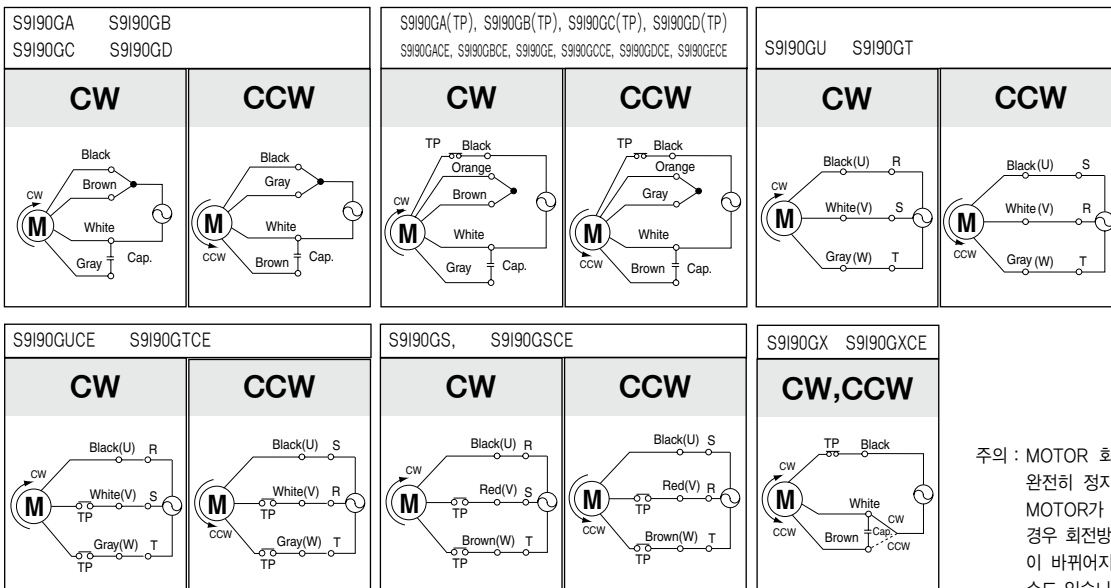 S9I90GA S9I90GB
S9I90GC S9I90GD
CW CCW
Black
Brown
CW
M
White
Gray Cap.
Black
Gray
M
White
CCW
Brown Cap.
S9I90GA(TP), S9I90GB(TP), S9I90GC(TP), S9I90GD(TP)
S9I90GACE, S9I90GBCE, S9I90GE, S9I90GCCE, S9I90GDCE, S9I90GECE
CW CCW
TP Black
Orange
Brown
CW
M
White
Gray Cap.
TP Black
Orange
Gray
M
White
CCW
Brown Cap.
S9I90GU S9I90GT
CW CCW
Black(U) R
CW
M
White(V) S
Gray(W) T
Black(U) S
M
White(V) R
CCW
Gray(W) T
S9I90GUCE S9I90GTCE
CW CCW
Black(U) R
CW
M
White(V) S
TP
Gray(W) T
TP
Black(U) S
M
White(V) R
TP
CCW
Gray(W) T
TP
S9I90GS, S9I90GSCE
CW CCW
Black(U) R
CW
M
Red(V) S
TP
Brown(W) T
TP
Black(U) S
M
Red(V) R
TP
CCW
Brown(W) T
TP
S9I90GX S9I90GXCE
CW,CCW
TP Black
CW
M
White
CW
Cap.
CCW
Brown
CCW
주의 : MOTOR 회
완전히 정지
MOTOR가
경우 회전방
이 바뀌어지